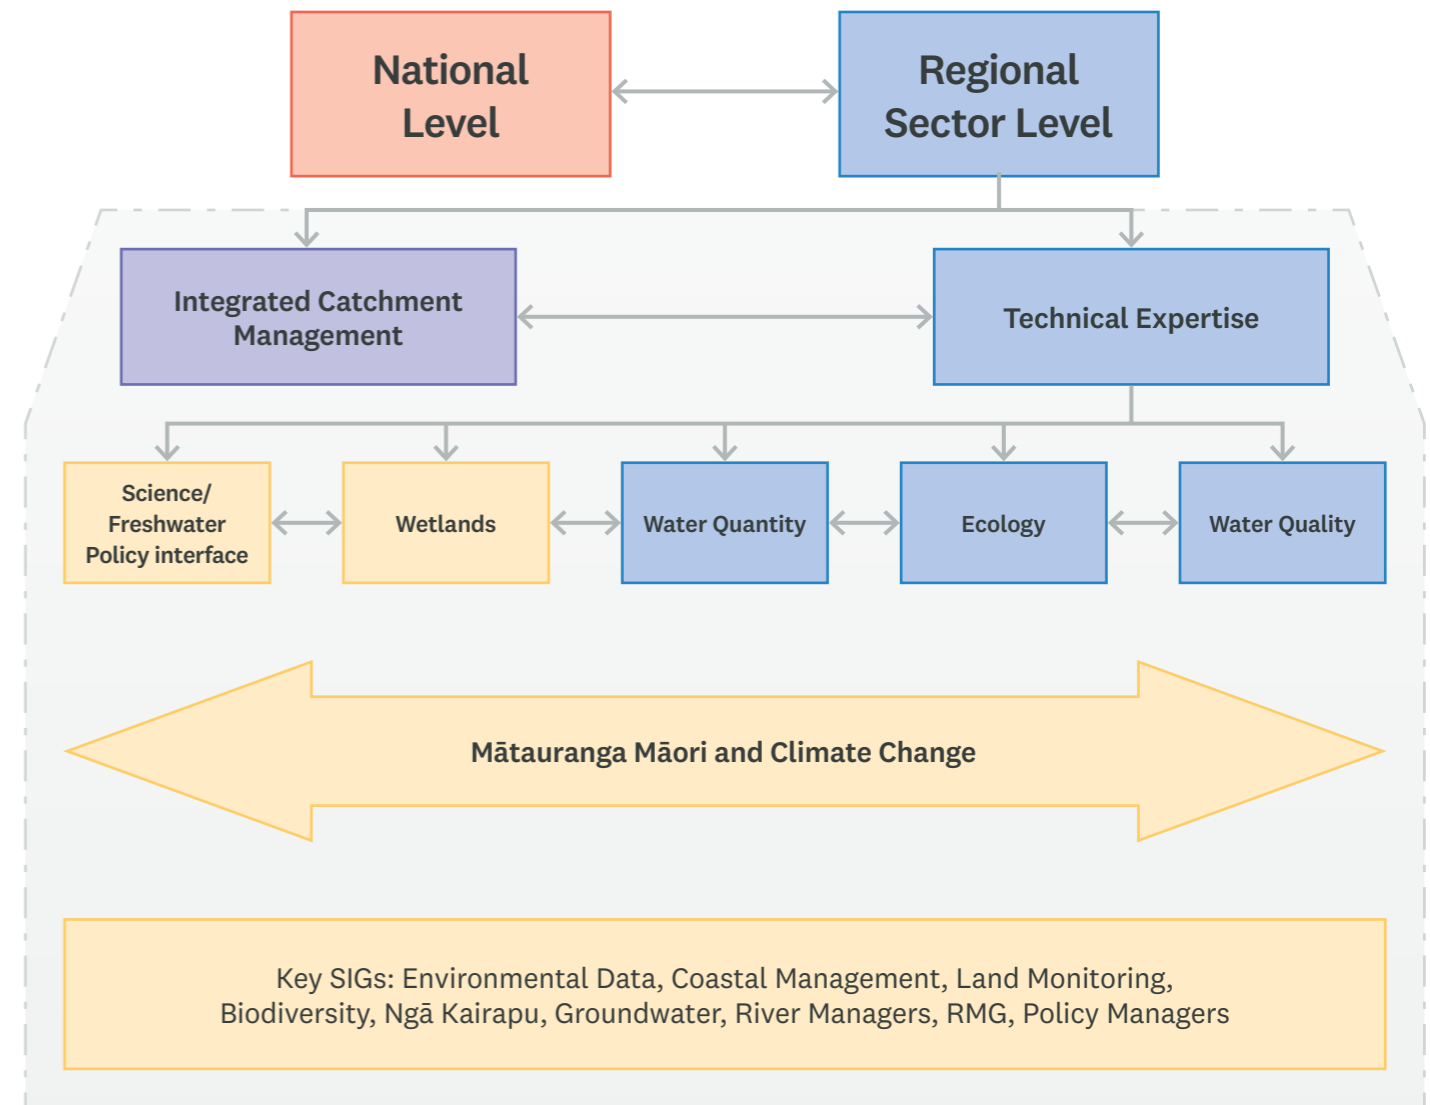 National
Level
Regional
Sector Level
Integrated Catchment
Management
Technical Expertise
Science/
Freshwater
Policy interface
Wetlands
Water Quantity
Ecology
Water Quality
Mātauranga Māori and Climate Change
Key SIGs: Environmental Data, Coastal Management, Land Monitoring,
Biodiversity, Ngā Kairapu, Groundwater, River Managers, RMG, Policy Managers